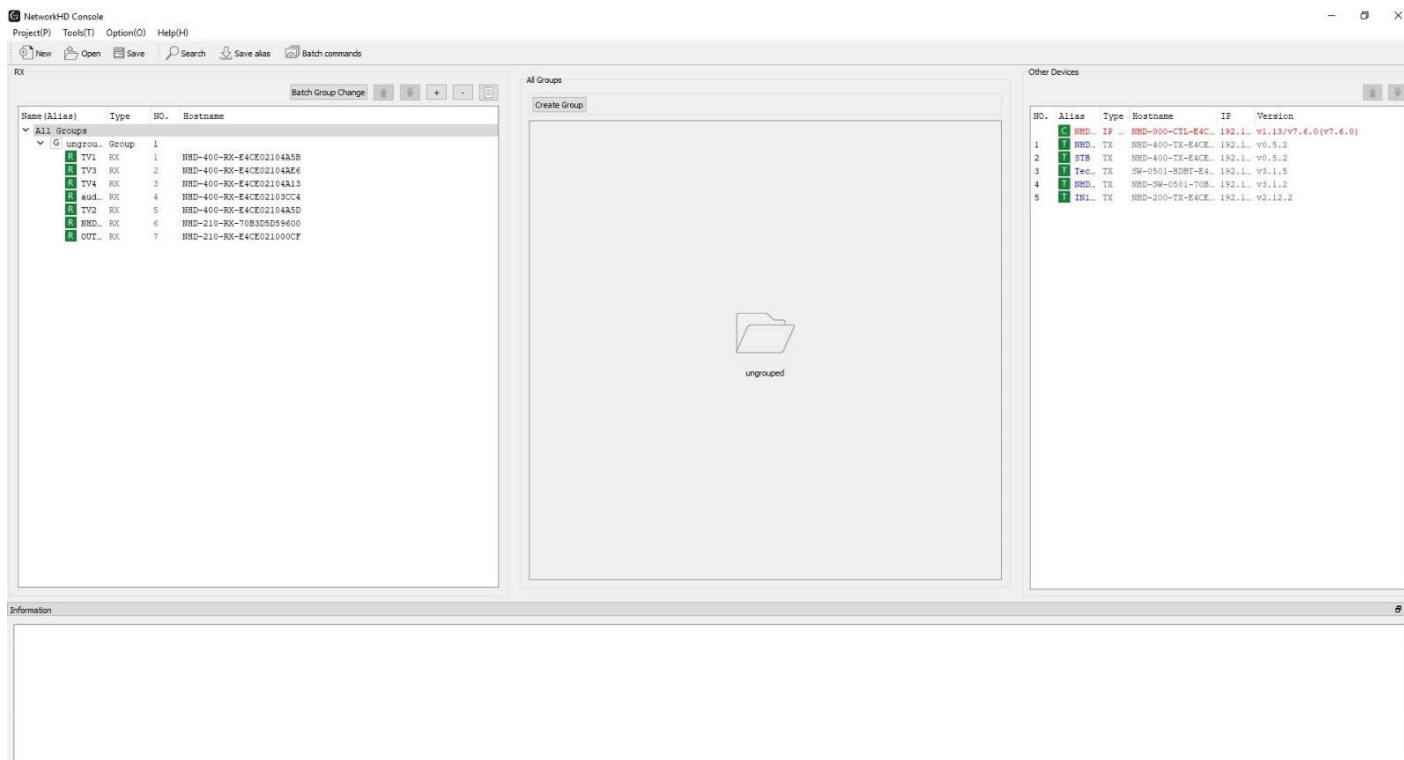 NetworkHD Console
Project(P) Tools(T) Option(O) Help(H)
New Open Save Search Save alias Batch commands
RX
Batch Group Change + -
Name(Alias) Type NO. Hostname
All Groups
G ungrou… Group 1
R TV1 RX 1 NHD-400-RX-E4CE02104A5B
R TV3 RX 2 NHD-400-RX-E4CE02104AE6
R TV4 RX 3 NHD-400-RX-E4CE02104A13
R aud… RX 4 NHD-400-RX-E4CE02103CC4
R TV2 RX 5 NHD-400-RX-E4CE02104A5D
R NHD… RX 6 NHD-210-RX-70B3D5D59600
R OUT… RX 7 NHD-210-RX-E4CE021000CF
All Groups
Create Group
ungrouped
Other Devices
NO. Alias Type Hostname IP Version
C NHD… IP … NHD-000-CTL-E4C… 192.1… v1.13/v7.6.0(v7.6.0)
1 T NHD… TX NHD-400-TX-E4CE… 192.1… v0.5.2
2 T STB TX NHD-400-TX-E4CE… 192.1… v0.5.2
3 T Tec… TX SW-0501-HDBT-E4… 192.1… v3.1.5
4 T NHD… TX NHD-SW-0501-70B… 192.1… v3.1.2
5 T IN1… TX NHD-200-TX-E4CE… 192.1… v2.12.2
Information